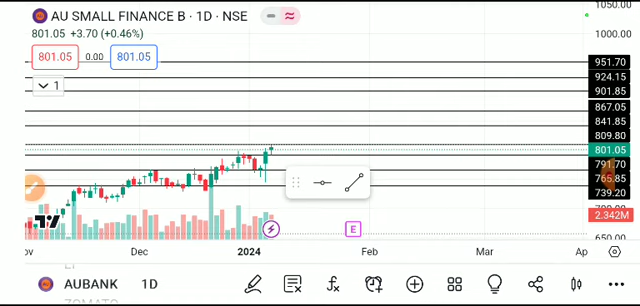 AU SMALL FINANCE B · 1D · NSE
801.05 +3.70 (+0.46%)
801.05 0.00 801.05
1
1050.00
1000.00
951.70
924.15
901.85
867.05
841.85
809.80
801.05
791.70
739.20
2.342M
650.00
Dec 2024 Feb Mar
E
AUBANK 1D